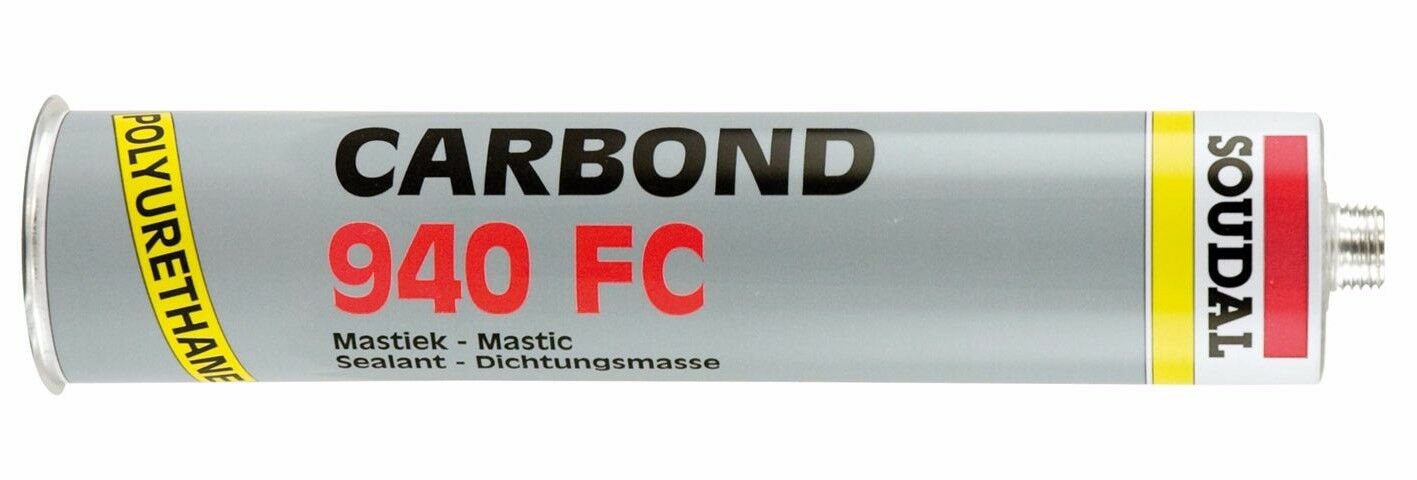 POLYURETHANE
CARBOND
940 FC
Mastiek - Mastic
Sealant - Dichtungsmasse
SOUDAL